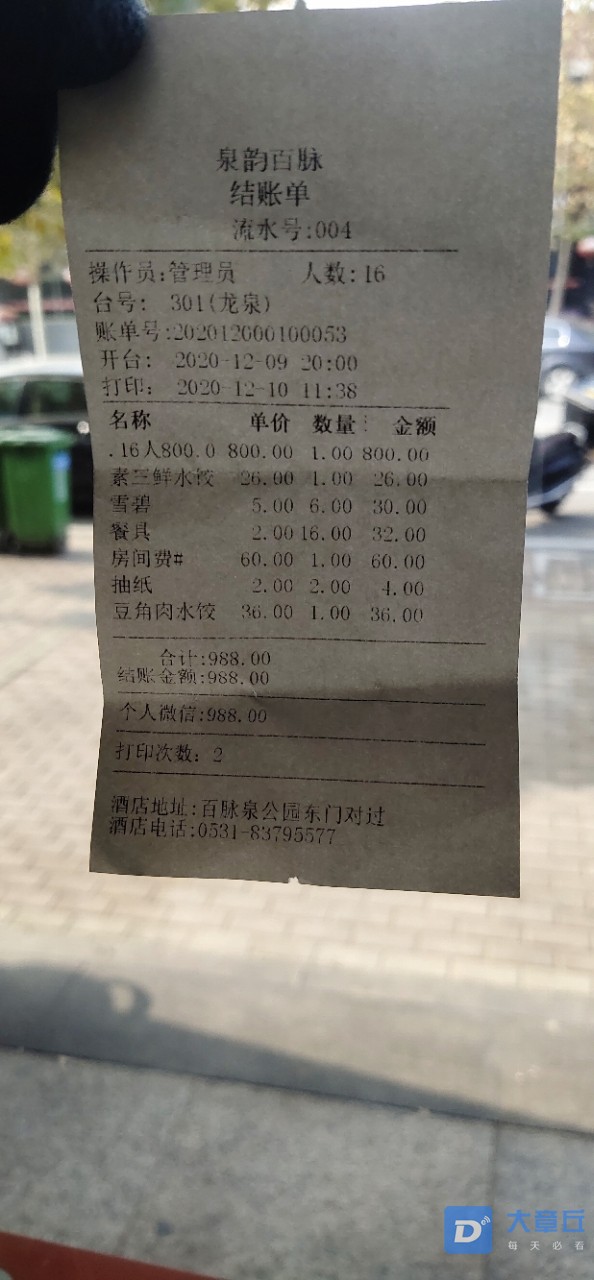 泉韵百脉
结账单
流水号:004
操作员:管理员 人数:16
台号: 301(龙泉)
账单号:202012000100053
开台: 2020-12-09 20:00
打印: 2020-12-10 11:38
名称 单价 数量 金额
.16人800.0 800.00 1.00 800.00
素三鲜水饺 26.00 1.00 26.00
雪碧 5.00 6.00 30.00
餐具 2.00 16.00 32.00
房间费# 60.00 1.00 60.00
抽纸 2.00 2.00 4.00
豆角肉水饺 36.00 1.00 36.00
合计:988.00
结账金额:988.00
个人微信:988.00
打印次数: 2
酒店地址:百脉泉公园东门对过
酒店电话:0531-83795577
大章丘
每天必看